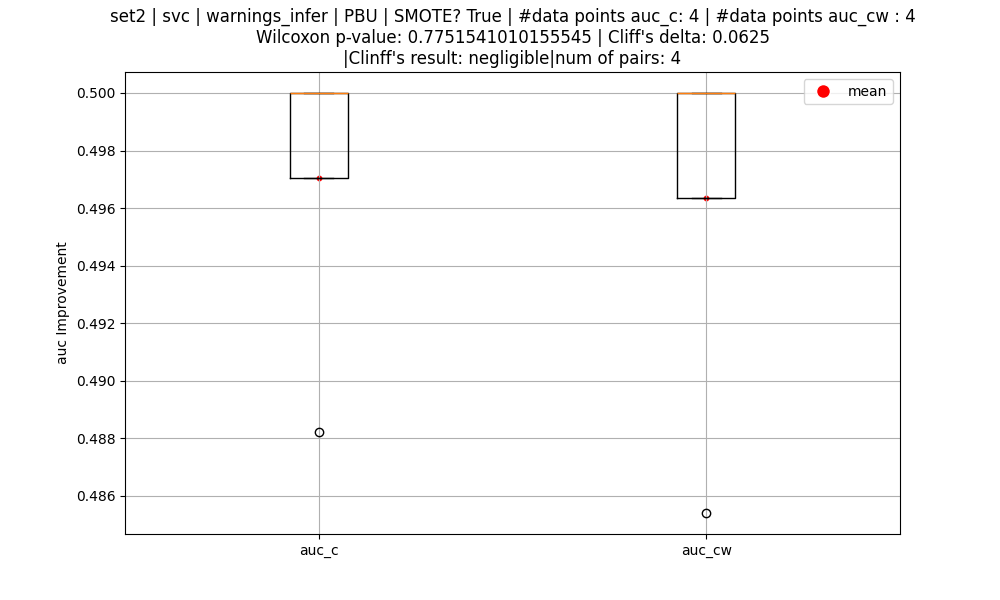 set2 | svc | warnings_infer | PBU | SMOTE? True | #data points auc_c: 4 | #data points auc_cw : 4
Wilcoxon p-value: 0.7751541010155545 | Cliff's delta: 0.0625
|Clinff's result: negligible|num of pairs: 4
mean
0.500
0.498
0.496
0.494
0.492
0.490
0.488
0.486
auc Improvement
auc_c
auc_cw